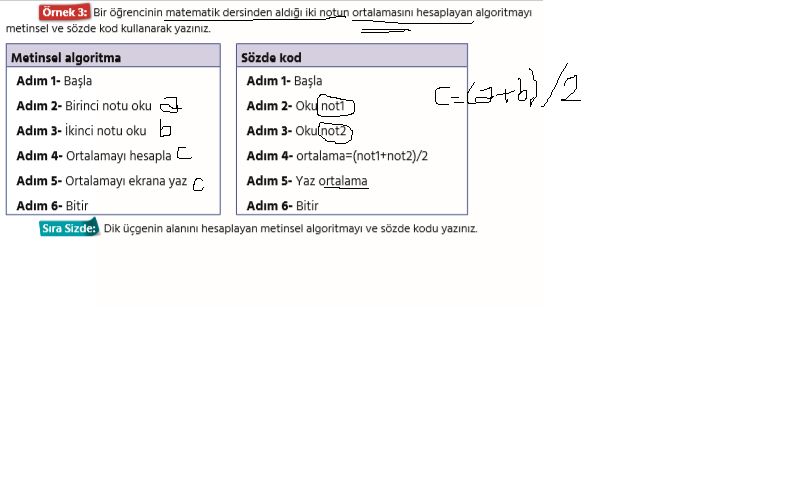 Örnek 3: Bir öğrencinin matematik dersinden aldığı iki notun ortalamasını hesaplayan algoritmayı
metinsel ve sözde kod kullanarak yazınız.
Metinsel algoritma
Adım 1- Başla
Adım 2- Birinci notu oku a
Adım 3- İkinci notu oku b
Adım 4- Ortalamayı hesapla c
Adım 5- Ortalamayı ekrana yaz c
Adım 6- Bitir
Sözde kod
Adım 1- Başla
Adım 2- Oku not1
Adım 3- Oku not2
Adım 4- ortalama=(not1+not2)/2
Adım 5- Yaz ortalama
Adım 6- Bitir
c=(a+b)/2
Sıra Sizde: Dik üçgenin alanını hesaplayan metinsel algoritmayı ve sözde kodu yazınız.